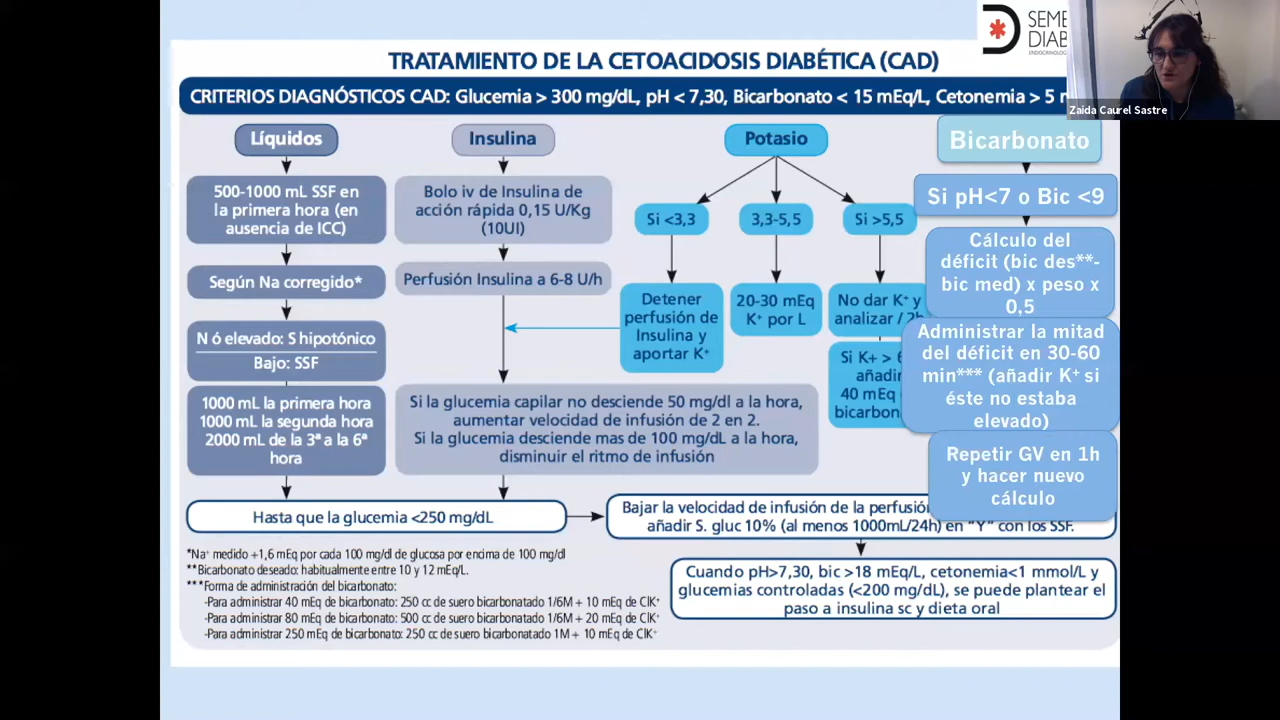 SEME
DIAB
Zaida Caurel Sastre
TRATAMIENTO DE LA CETOACIDOSIS DIABÉTICA (CAD)
CRITERIOS DIAGNÓSTICOS CAD: Glucemia > 300 mg/dL, pH < 7,30, Bicarbonato < 15 mEq/L, Cetonemia > 5
Líquidos
500-1000 mL SSF en
la primera hora (en
ausencia de ICC)
Según Na corregido*
N ó elevado: S hipotónico
Bajo: SSF
1000 mL la primera hora
1000 mL la segunda hora
2000 mL de la 3ª a la 6ª
hora
Insulina
Bolo iv de Insulina de
acción rápida 0,15 U/Kg
(10UI)
Perfusión Insulina a 6-8 U/h
Si la glucemia capilar no desciende 50 mg/dl a la hora,
aumentar velocidad de infusión de 2 en 2.
Si la glucemia desciende mas de 100 mg/dL a la hora,
disminuir el ritmo de infusión
Potasio
Si <3,3
3,3-5,5
Si >5,5
Detener
perfusión de
Insulina y
aportar K⁺
20-30 mEq
K⁺ por L
No dar K⁺ y
analizar / 2h
Si K+ >
añadir
40 mEq
Bicarbonato
Si pH<7 o Bic <9
Cálculo del
déficit (bic des**-
bic med) x peso x
0,5
Administrar la mitad
del déficit en 30-60
min*** (añadir K⁺ si
éste no estaba
elevado)
Repetir GV en 1h
y hacer nuevo
cálculo
Hasta que la glucemia <250 mg/dL
Bajar la velocidad de infusión de la
añadir S. gluc 10% (al menos 1000mL/24h) en "Y" con los SSF.
Cuando pH>7,30, bic >18 mEq/L, cetonemia<1 mmol/L y
glucemias controladas (<200 mg/dL), se puede plantear el
paso a insulina sc y dieta oral
*Na⁺ medido +1,6 mEq por cada 100 mg/dl de glucosa por encima de 100 mg/dl
**Bicarbonato deseado: habitualmente entre 10 y 12 mEq/L.
***Forma de administración del bicarbonato:
-Para administrar 40 mEq de bicarbonato: 250 cc de suero bicarbonatado 1/6M + 10 mEq de ClK⁺
-Para administrar 80 mEq de bicarbonato: 500 cc de suero bicarbonatado 1/6M + 20 mEq de ClK⁺
-Para administrar 250 mEq de bicarbonato: 250 cc de suero bicarbonatado 1M + 10 mEq de ClK⁺